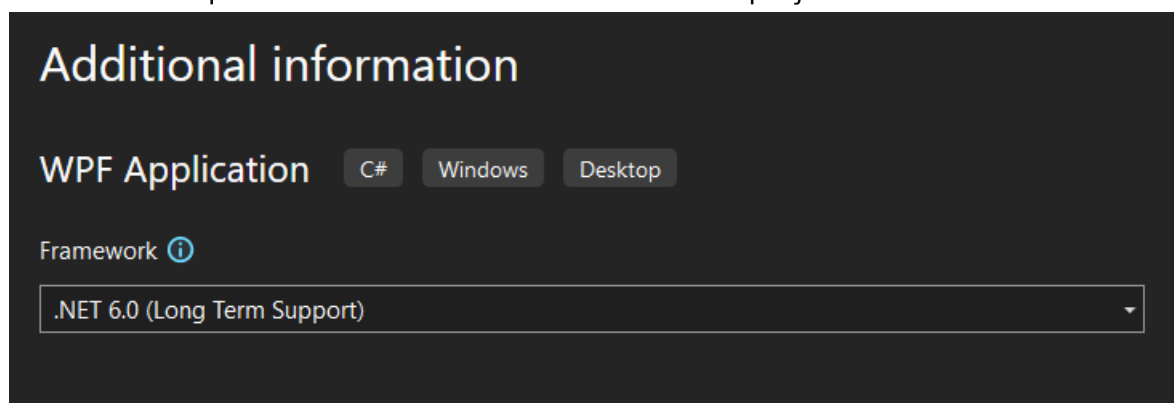 Additional information
WPF Application C# Windows Desktop
Framework
.NET 6.0 (Long Term Support)